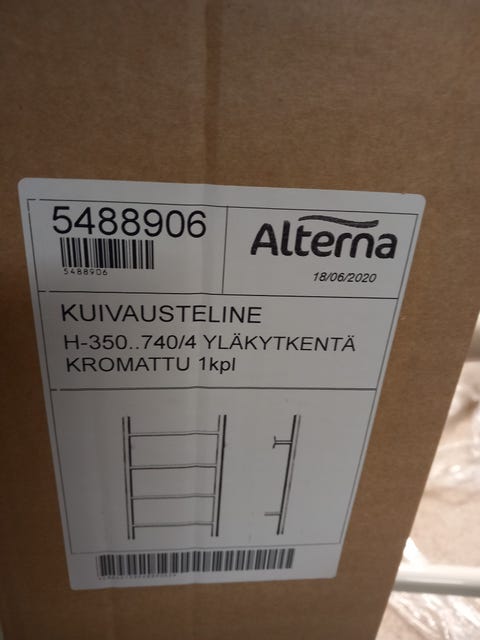 5488906
5488906
Alterna
18/06/2020
KUIVAUSTELINE
H-350..740/4 YLÄKYTKENTÄ
KROMATTU 1kpl